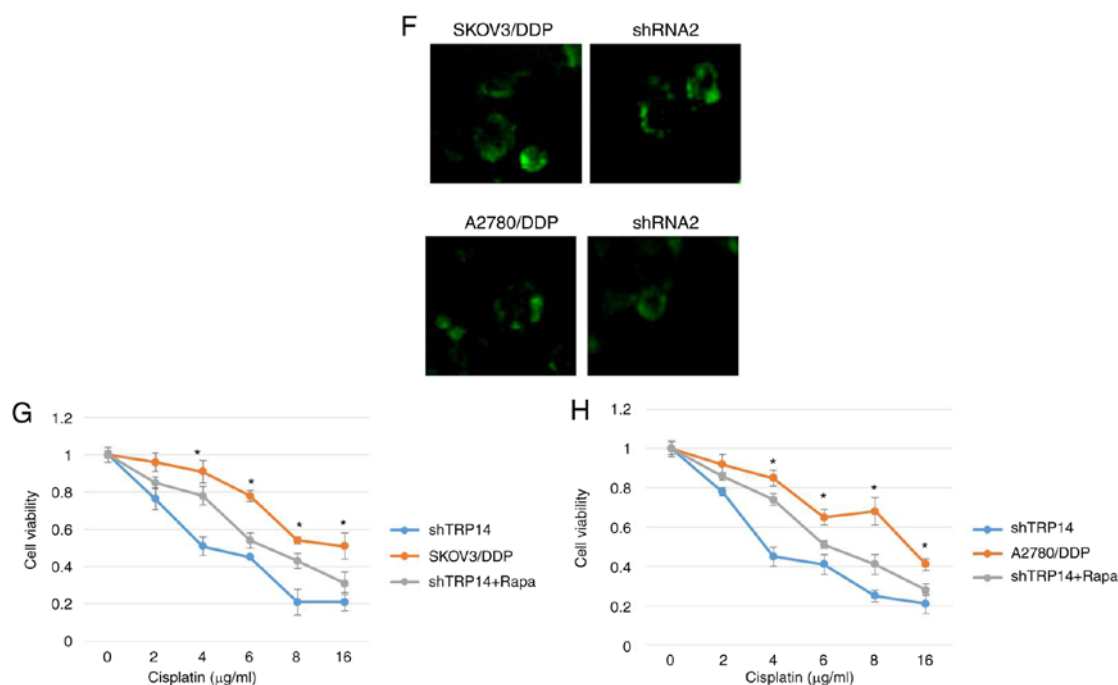 F
SKOV3/DDP shRNA2
A2780/DDP shRNA2
G
1.2
1
0.8
0.6
0.4
0.2
0
Cell viability
* * * *
0 2 4 6 8 16
Cisplatin (μg/ml)
shTRP14
SKOV3/DDP
shTRP14+Rapa
H
1.2
1
0.8
0.6
0.4
0.2
0
Cell viability
* * * *
0 2 4 6 8 16
Cisplatin (μg/ml)
shTRP14
A2780/DDP
shTRP14+Rapa